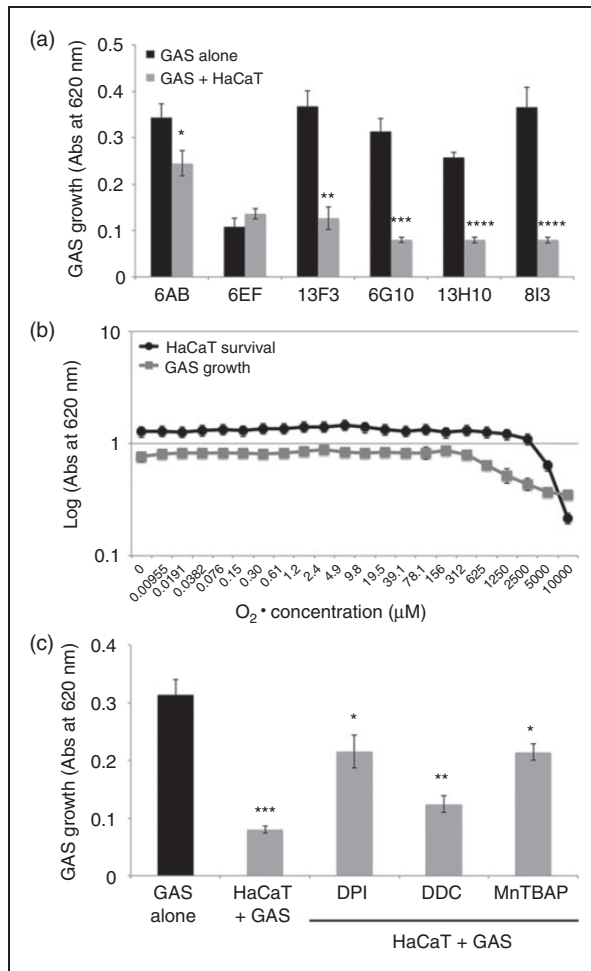 (a)
0.5
0.4
0.3
0.2
0.1
0
GAS growth (Abs at 620 nm)
GAS alone
GAS + HaCaT
*
**
***
****
****
6AB 6EF 13F3 6G10 13H10 8I3
(b)
10
1
0.1
Log (Abs at 620 nm)
HaCaT survival
GAS growth
0 0.00955 0.0191 0.0382 0.076 0.15 0.30 0.61 1.2 2.4 4.9 9.8 19.5 39.1 78.1 156 312 625 1250 2500 5000 10000
O₂• concentration (μM)
(c)
0.4
0.3
0.2
0.1
0
GAS growth (Abs at 620 nm)
***
*
**
*
GAS alone
HaCaT + GAS
DPI DDC MnTBAP
HaCaT + GAS